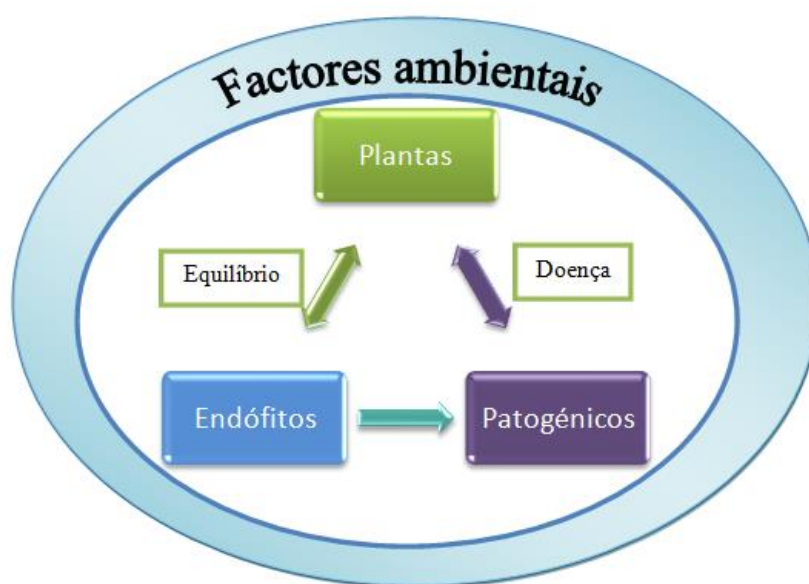 Factores ambientais
Plantas
Equilíbrio
Doença
Endófitos
Patogénicos